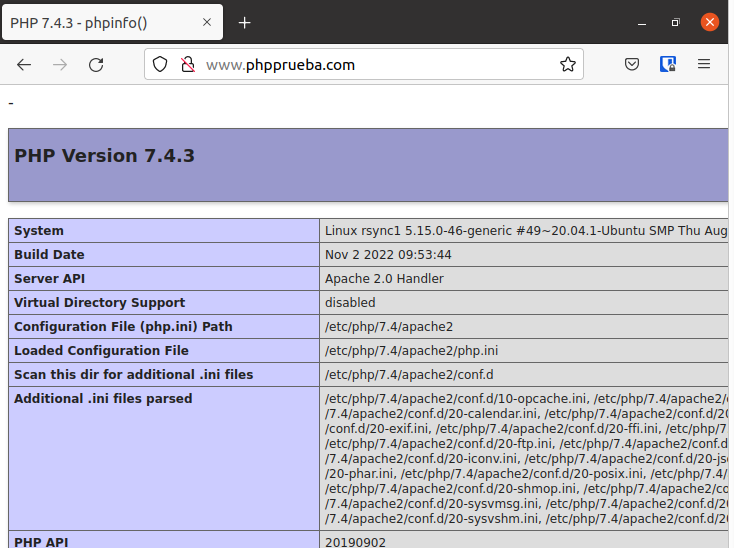 PHP 7.4.3 - phpinfo()
www.phpprueba.com
-
PHP Version 7.4.3
System Linux rsync1 5.15.0-46-generic #49~20.04.1-Ubuntu SMP Thu Aug
Build Date Nov 2 2022 09:53:44
Server API Apache 2.0 Handler
Virtual Directory Support disabled
Configuration File (php.ini) Path /etc/php/7.4/apache2
Loaded Configuration File /etc/php/7.4/apache2/php.ini
Scan this dir for additional .ini files /etc/php/7.4/apache2/conf.d
Additional .ini files parsed /etc/php/7.4/apache2/conf.d/10-opcache.ini, /etc/php/7.4/apache2/
/7.4/apache2/conf.d/20-calendar.ini, /etc/php/7.4/apache2/conf.d/20
/conf.d/20-exif.ini, /etc/php/7.4/apache2/conf.d/20-ffi.ini, /etc/php/7
/etc/php/7.4/apache2/conf.d/20-ftp.ini, /etc/php/7.4/apache2/conf.d
/7.4/apache2/conf.d/20-iconv.ini, /etc/php/7.4/apache2/conf.d/20-js
/20-phar.ini, /etc/php/7.4/apache2/conf.d/20-posix.ini, /etc/php/7.4/
/etc/php/7.4/apache2/conf.d/20-shmop.ini, /etc/php/7.4/apache2/co
/7.4/apache2/conf.d/20-sysvmsg.ini, /etc/php/7.4/apache2/conf.d/20
/7.4/apache2/conf.d/20-sysvshm.ini, /etc/php/7.4/apache2/conf.d/20
PHP API 20190902